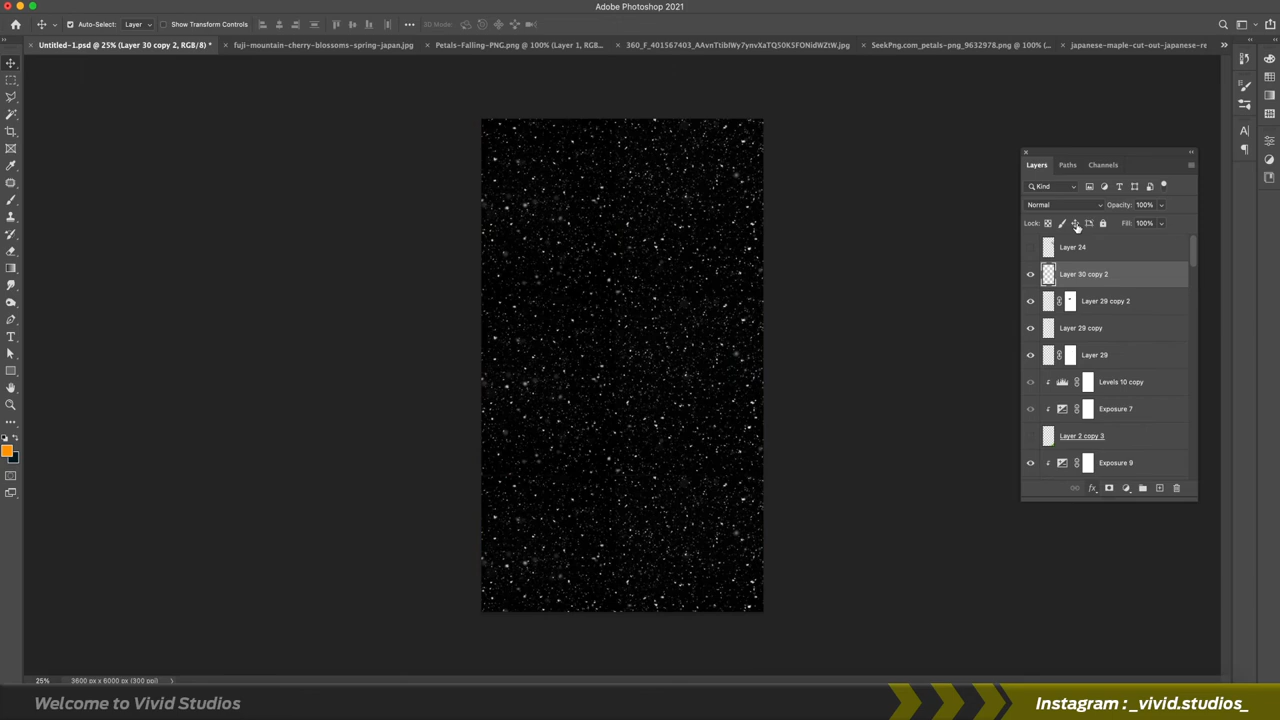 Adobe Photoshop 2021
Auto-Select: Layer Show Transform Controls 3D Mode:
Untitled-1.psd @ 25% (Layer 30 copy 2, RGB/8) * fuji-mountain-cherry-blossoms-spring-japan.jpg Petals-Falling-PNG.png @ 100% (Layer 1, RGB... SeekPng.com_petals-png_9632978.png @ 100% (... japanese-maple-cut-out-japanese-re
Layers Paths Channels
Kind
Normal Opacity: 100%
Lock: Fill: 100%
Layer 24
Layer 30 copy 2
Layer 29 copy 2
Layer 29 copy
Layer 29
Levels 10 copy
Exposure 7
Layer 2 copy 3
Exposure 9
fx
25% 3600 px x 6000 px (300 ppi)
Welcome to Vivid Studios
Instagram : _vivid.studios_